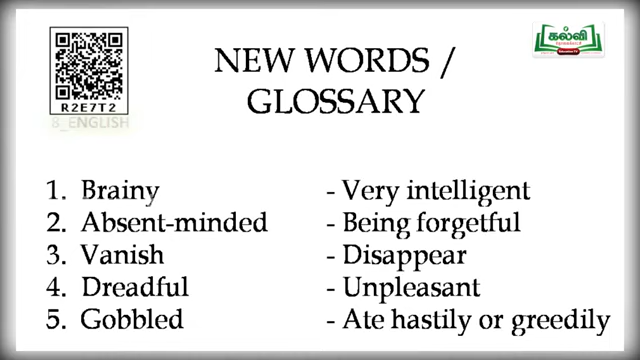 NEW WORDS /
GLOSSARY
கல்வி
R2E7T2
8_ENGLISH
1. Brainy - Very intelligent
2. Absent-minded - Being forgetful
3. Vanish - Disappear
4. Dreadful - Unpleasant
5. Gobbled - Ate hastily or greedily